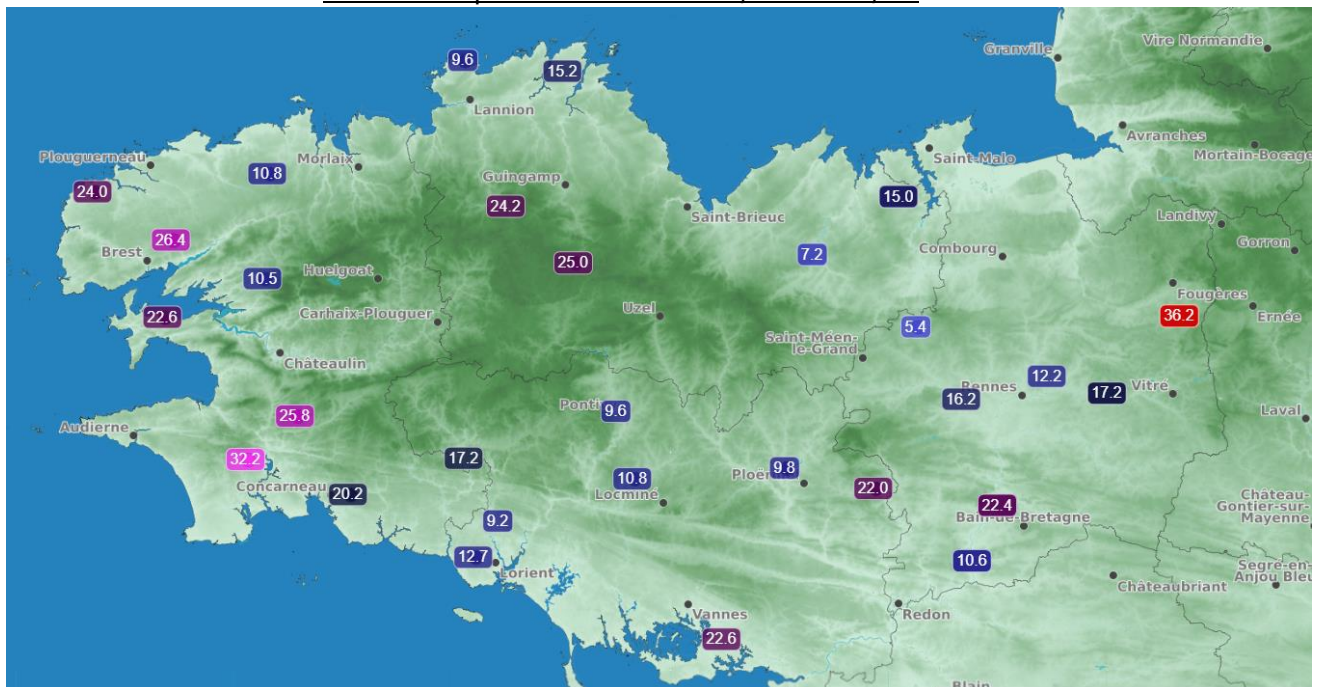 Granville
Vire Normandie
9.6
15.2
Lannion
Avranches
Mortain-Bocage
Plouguerneau
Morlaix
Saint-Malo
10.8
Guingamp
24.0
24.2
15.0
Saint-Brieuc
Landivy
Brest
26.4
7.2
Combourg
Gorron
10.5
Huelgoat
25.0
Fougères
22.6
Carhaix-Plouguer
Uzel
5.4
36.2
Ernée
Saint-Méen-
le-Grand
Châteaulin
12.2
Rennes
16.2
17.2
Vitré
25.8
9.6
Laval
Audierne
32.2
17.2
10.8
9.8
Concarneau
20.2
Locminé
22.0
22.4
Château-
Gontier-sur-
Mayenne
9.2
Bain-de-Bretagne
12.7
Lorient
10.6
Segré-en-
Anjou Bleu
Châteaubriant
Vannes
Redon
22.6
Blain